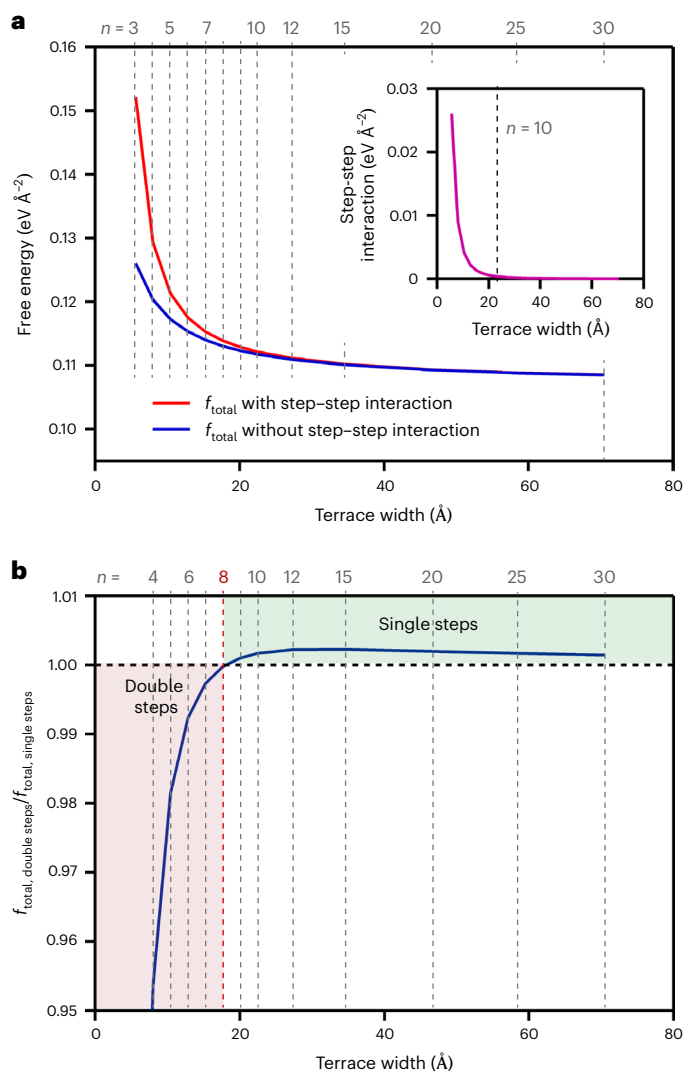 a
n = 3 5 7 10 12 15 20 25 30
0.16
0.15
0.14
0.13
0.12
0.11
0.10
Free energy (eV Å–2)
0.03
0.02
0.01
0
Step-step
interaction (eV Å–2)
n = 10
0 20 40 60 80
Terrace width (Å)
ftotal with step–step interaction
ftotal without step–step interaction
0 20 40 60 80
Terrace width (Å)
b
n = 4 6 8 10 12 15 20 25 30
1.01
1.00
0.99
0.98
0.97
0.96
0.95
ftotal, double steps/ftotal, single steps
Single steps
Double
steps
0 20 40 60 80
Terrace width (Å)